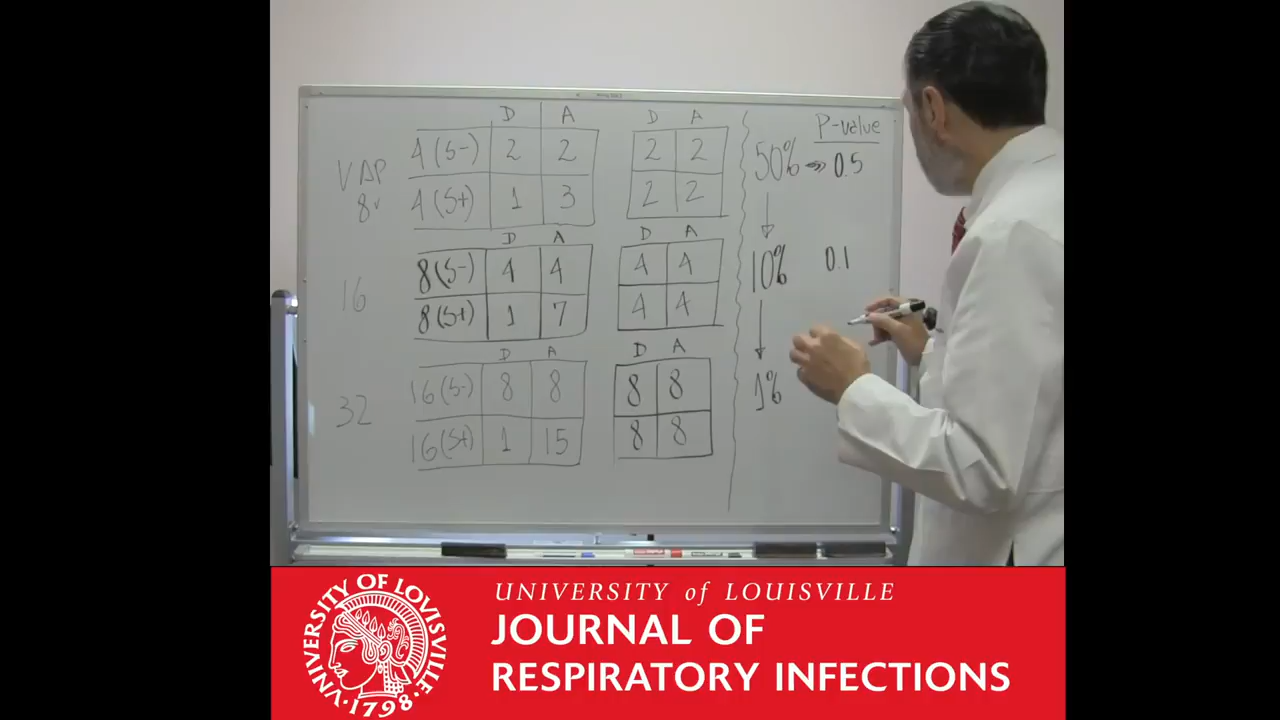 D A D A P-value
4(S-) 2 2 2 2 50% 0.5
VAP
8
4(S+) 1 3 2 2
D A D A
8(S-) 4 4 4 4 10% 0.1
16
8(S+) 1 7 4 4
D A D A
16(S-) 8 8 8 8 1%
32
16(S+) 1 15 8 8
UNIVERSITY OF LOUISVILLE
1798
UNIVERSITY of LOUISVILLE
JOURNAL OF
RESPIRATORY INFECTIONS